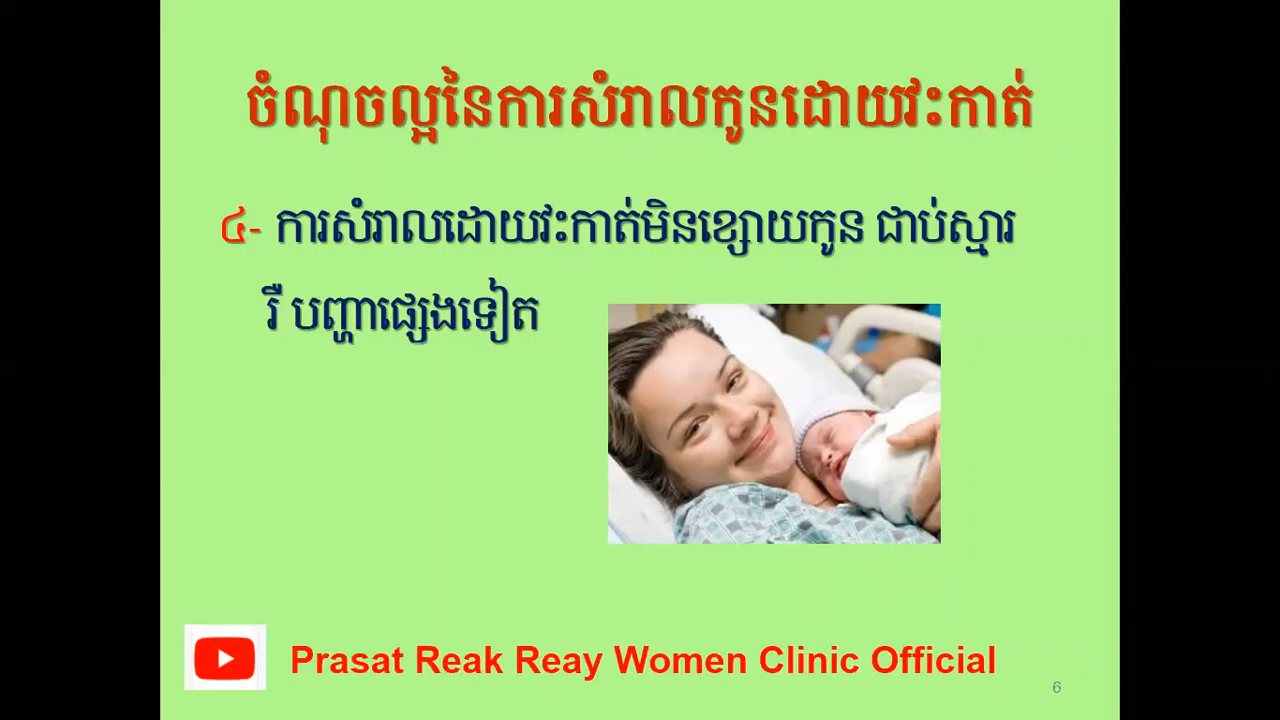 ចំណុចល្អនៃការសំរាលកូនដោយវះកាត់
៤- ការសំរាលដោយវះកាត់មិនខ្សោយកូន ជាប់ស្មារ
រឺ បញ្ហាផ្សេងទៀត
Prasat Reak Reay Women Clinic Official
6